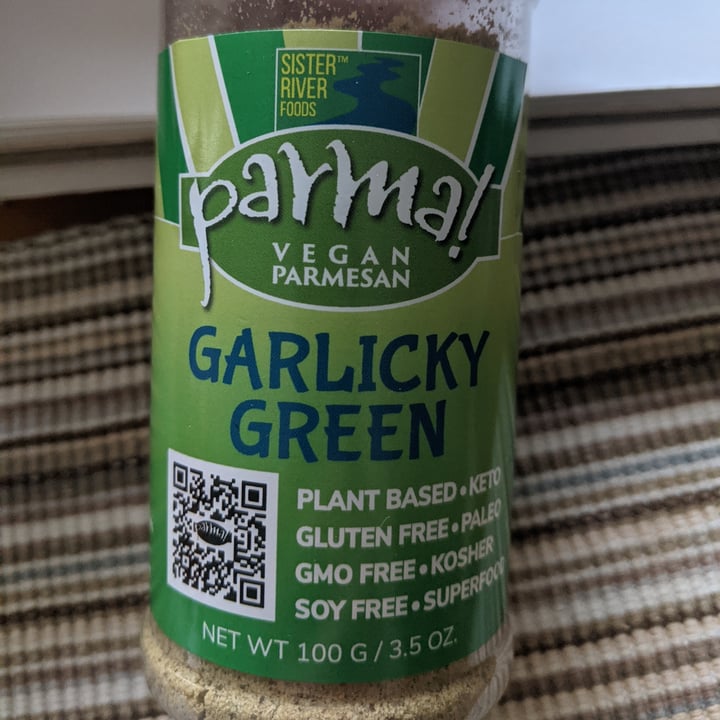 SISTER™
RIVER
FOODS
parma!
VEGAN
PARMESAN
GARLICKY
GREEN
parma!
PLANT BASED • KETO
GLUTEN FREE • PALEO
GMO FREE • KOSHER
SOY FREE • SUPERFOOD
NET WT 100 G / 3.5 OZ.